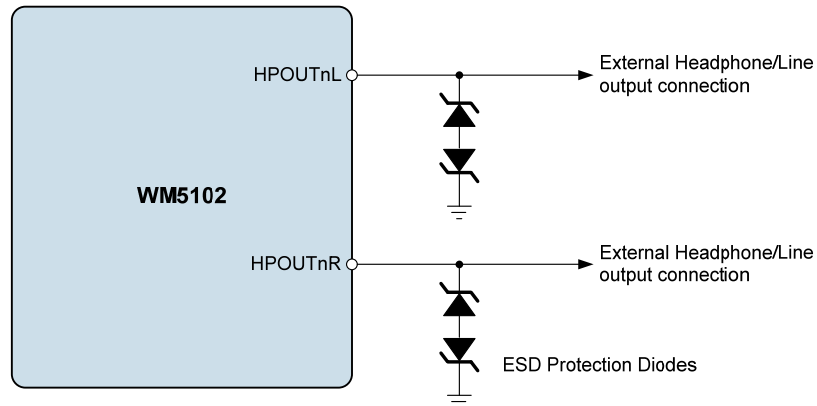 HPOUTnL
External Headphone/Line
output connection
WM5102
HPOUTnR
External Headphone/Line
output connection
ESD Protection Diodes